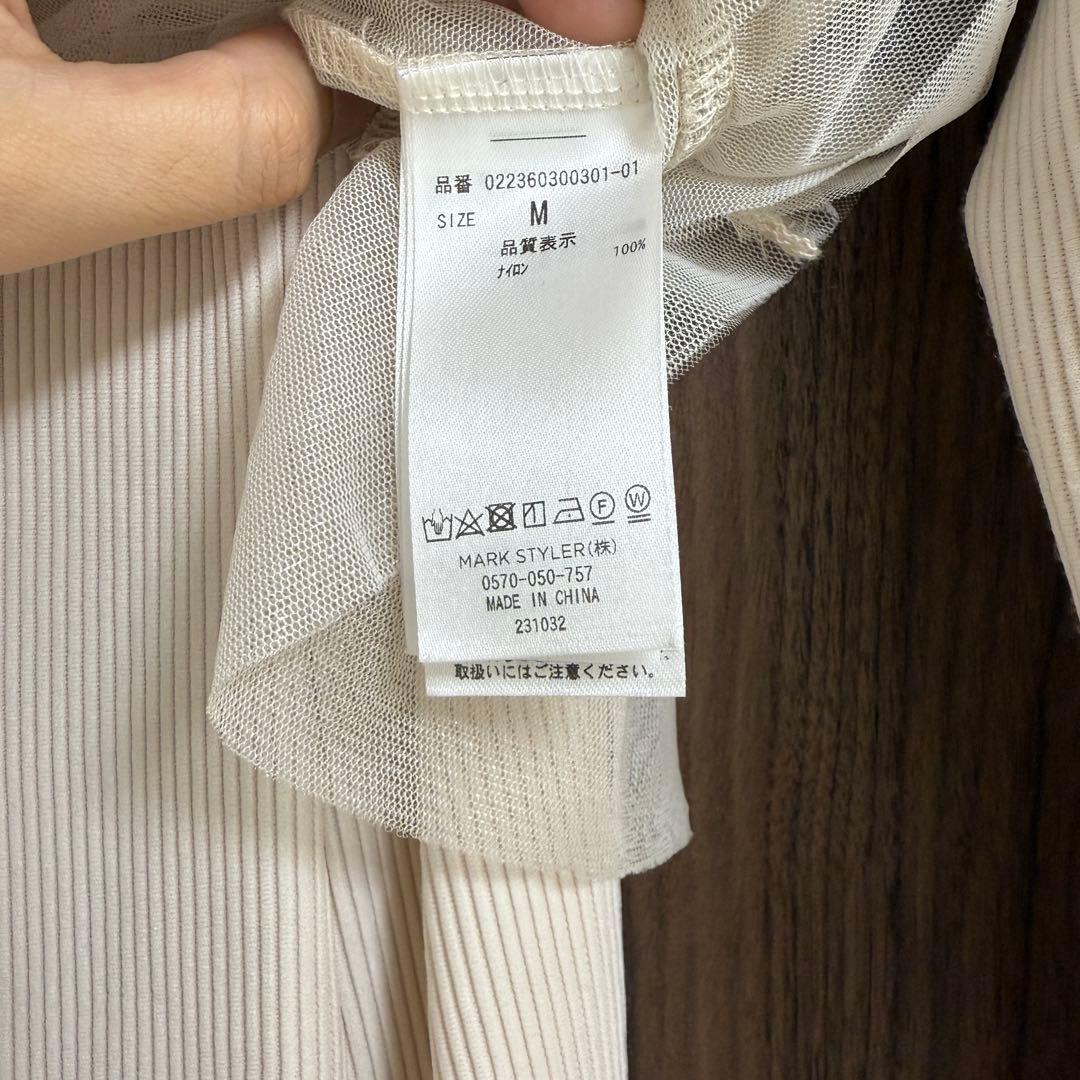 品番 022360300301-01
SIZE M
品質表示
ナイロン 100%
F W
MARK STYLER(株)
0570-050-757
MADE IN CHINA
231032
取扱いにはご注意ください。